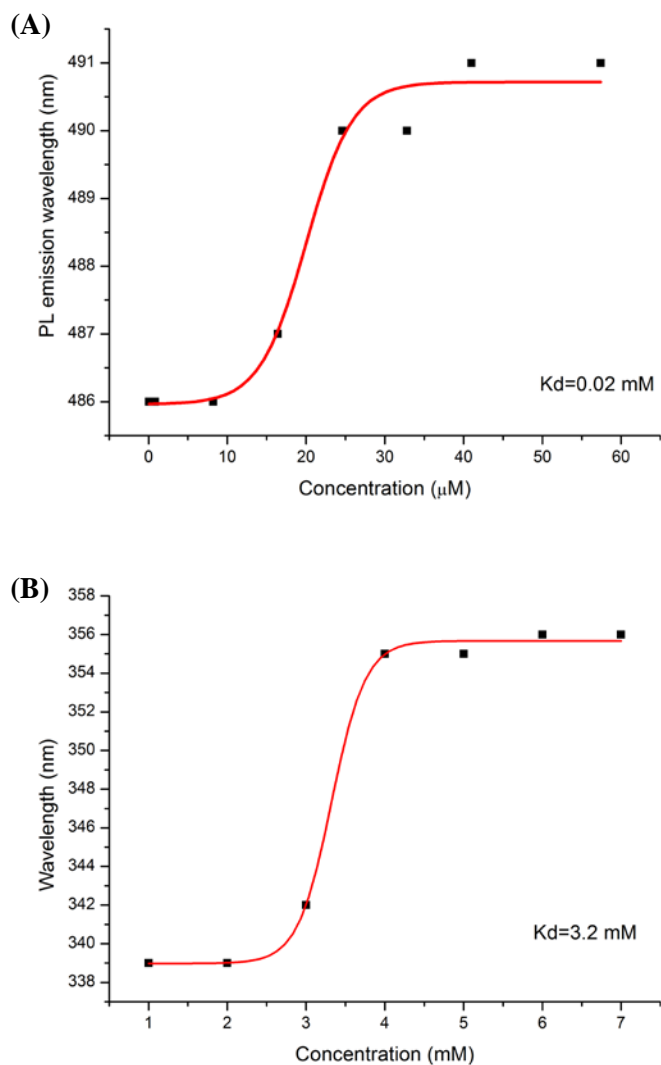 (A)
491
490
489
488
487
486
PL emission wavelength (nm)
Kd=0.02 mM
0 10 20 30 40 50 60
Concentration (μM)
(B)
358
356
354
352
350
348
346
344
342
340
338
Wavelength (nm)
Kd=3.2 mM
1 2 3 4 5 6 7
Concentration (mM)